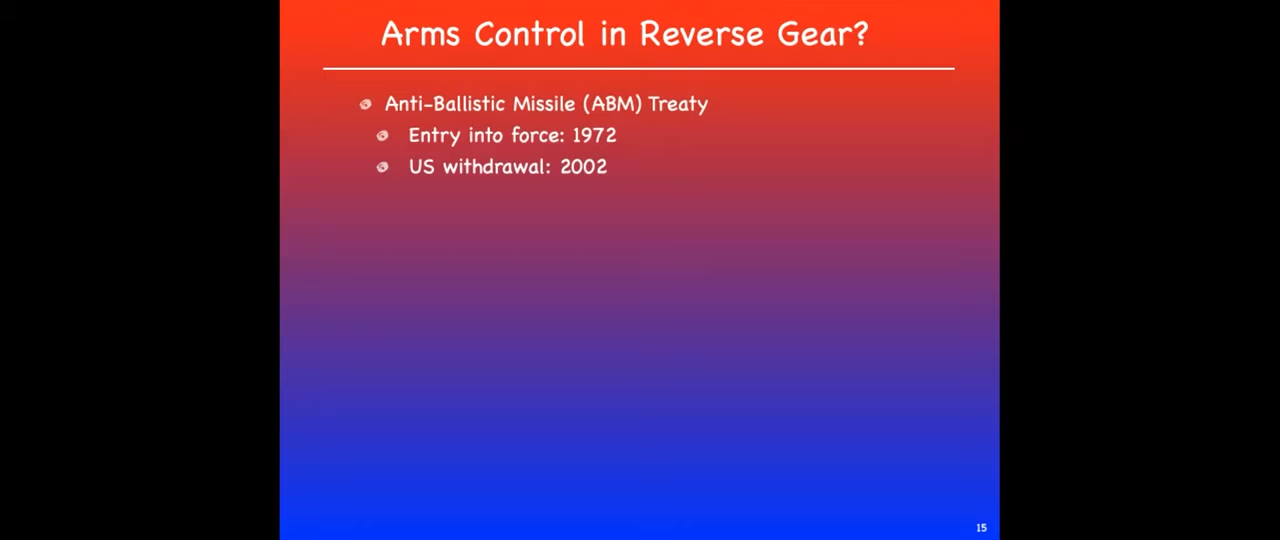 Arms Control in Reverse Gear?
Anti-Ballistic Missile (ABM) Treaty
Entry into force: 1972
US withdrawal: 2002
15